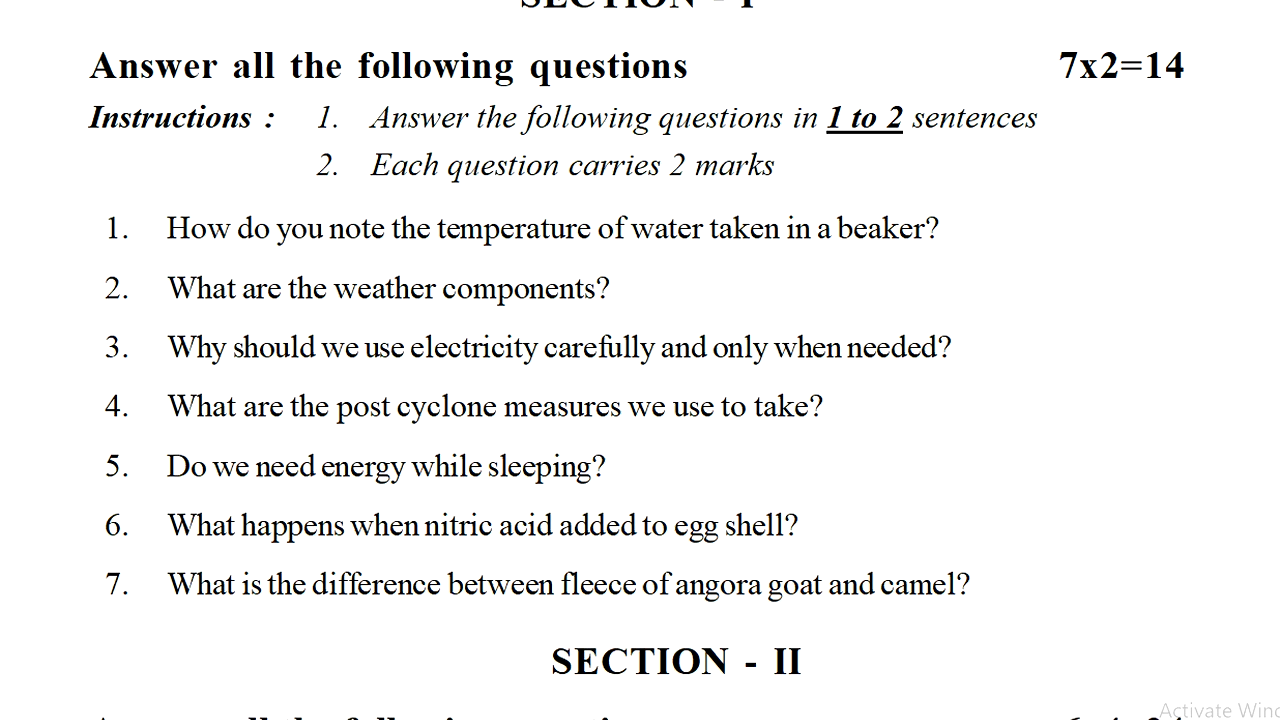 SECTION - I
Answer all the following questions 7x2=14
Instructions : 1. Answer the following questions in 1 to 2 sentences
2. Each question carries 2 marks
1. How do you note the temperature of water taken in a beaker?
2. What are the weather components?
3. Why should we use electricity carefully and only when needed?
4. What are the post cyclone measures we use to take?
5. Do we need energy while sleeping?
6. What happens when nitric acid added to egg shell?
7. What is the difference between fleece of angora goat and camel?
SECTION - II
Activate Wind